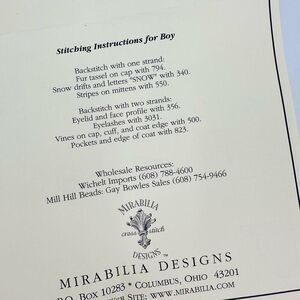 Stitching Instructions for Boy
Backstitch with one strand:
Fur tassel on cap with 794.
Snow drifts and letters "SNOW" with 340.
Stripes on mittens with 550.
Backstitch with two strands:
Eyelid and face profile with 356.
Eyelashes with 3031.
Vines on cap, cuff, and coat edge with 500.
Pockets and edge of coat with 823.
Wholesale Resources:
Wichelt Imports (608) 788-4600
Mill Hill Beads: Gay Bowles Sales (608) 754-9466
MIRABILIA
cross stitch
DESIGNS
MIRABILIA DESIGNS™
P.O. BOX 10283 * COLUMBUS, OHIO 43201
SITE: WWW.MIRABILIA.COM